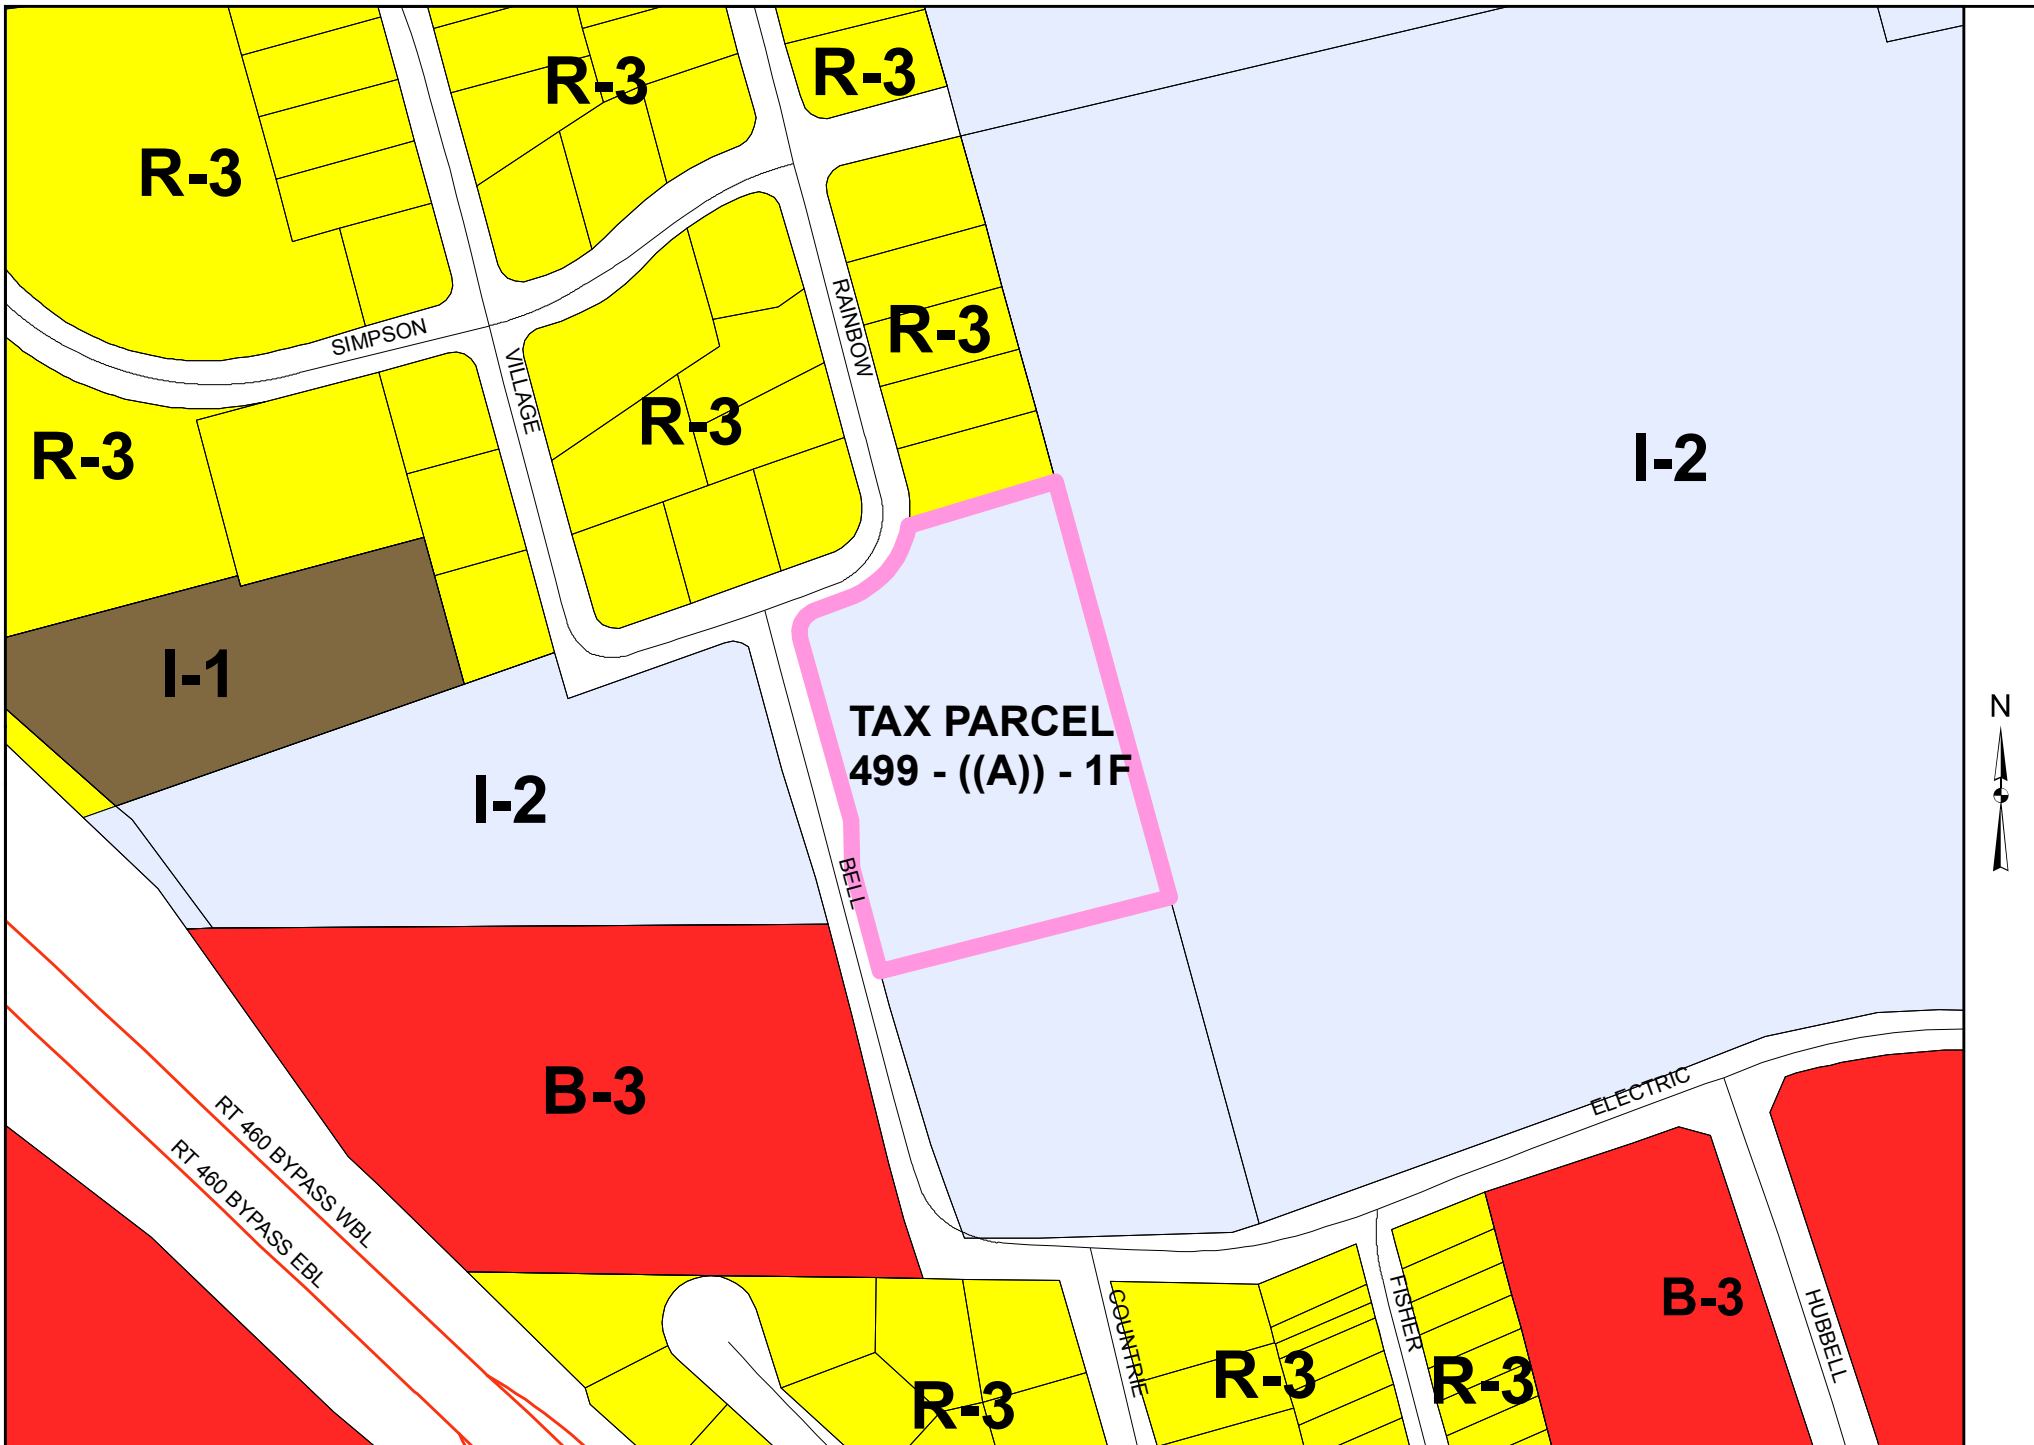 R-3
R-3
R-3
SIMPSON
VILLAGE
RAINBOW
R-3
R-3
R-3
I-2
I-1
I-2
TAX PARCEL
499 - ((A)) - 1F
N
BELL
B-3
RT 460 BYPASS WBL
RT 460 BYPASS EBL
ELECTRIC
COUNTRIE
FISHER
HUBBELL
B-3
R-3
R-3
R-3